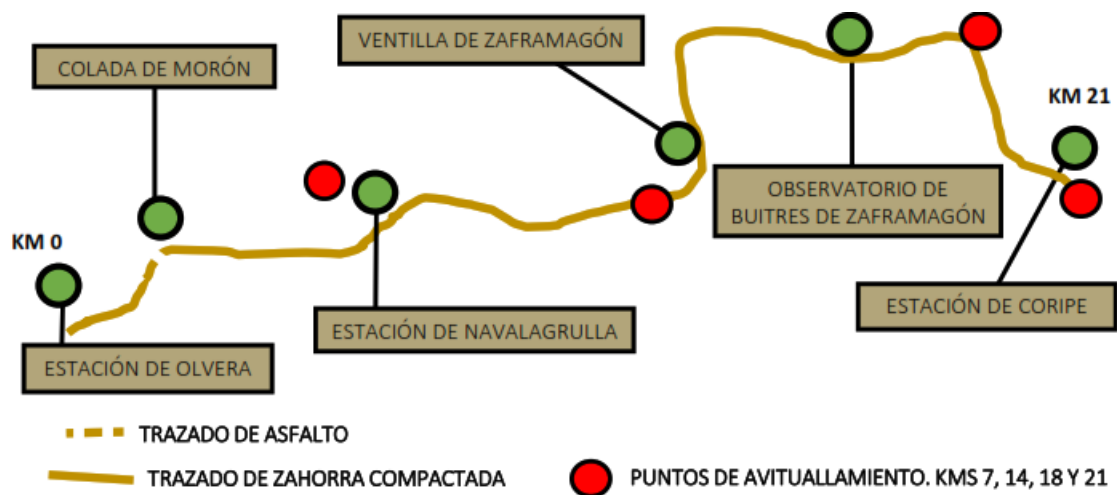 VENTILLA DE ZAFRAMAGÓN
COLADA DE MORÓN
KM 21
OBSERVATORIO DE
BUITRES DE ZAFRAMAGÓN
KM 0
ESTACIÓN DE CORIPE
ESTACIÓN DE NAVALAGRULLA
ESTACIÓN DE OLVERA
TRAZADO DE ASFALTO
TRAZADO DE ZAHORRA COMPACTADA
PUNTOS DE AVITUALLAMIENTO. KMS 7, 14, 18 Y 21